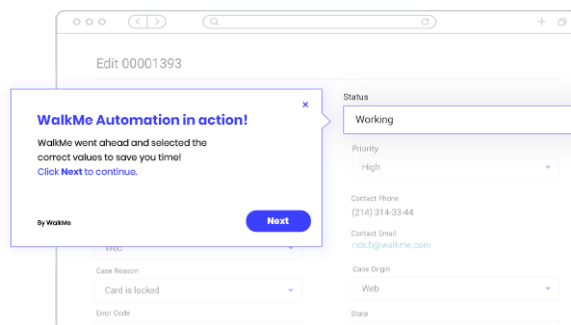 Edit 00001393
WalkMe Automation in action!
WalkMe went ahead and selected the
correct values to save you time!
Click Next to continue.
By WalkMe
Next
Status
Working
Priority
High
Contact Phone
(214) 314-33-44
Contact Email
rick.b@walkme.com
Case Reason
Card is locked
Case Origin
Web
Error Code